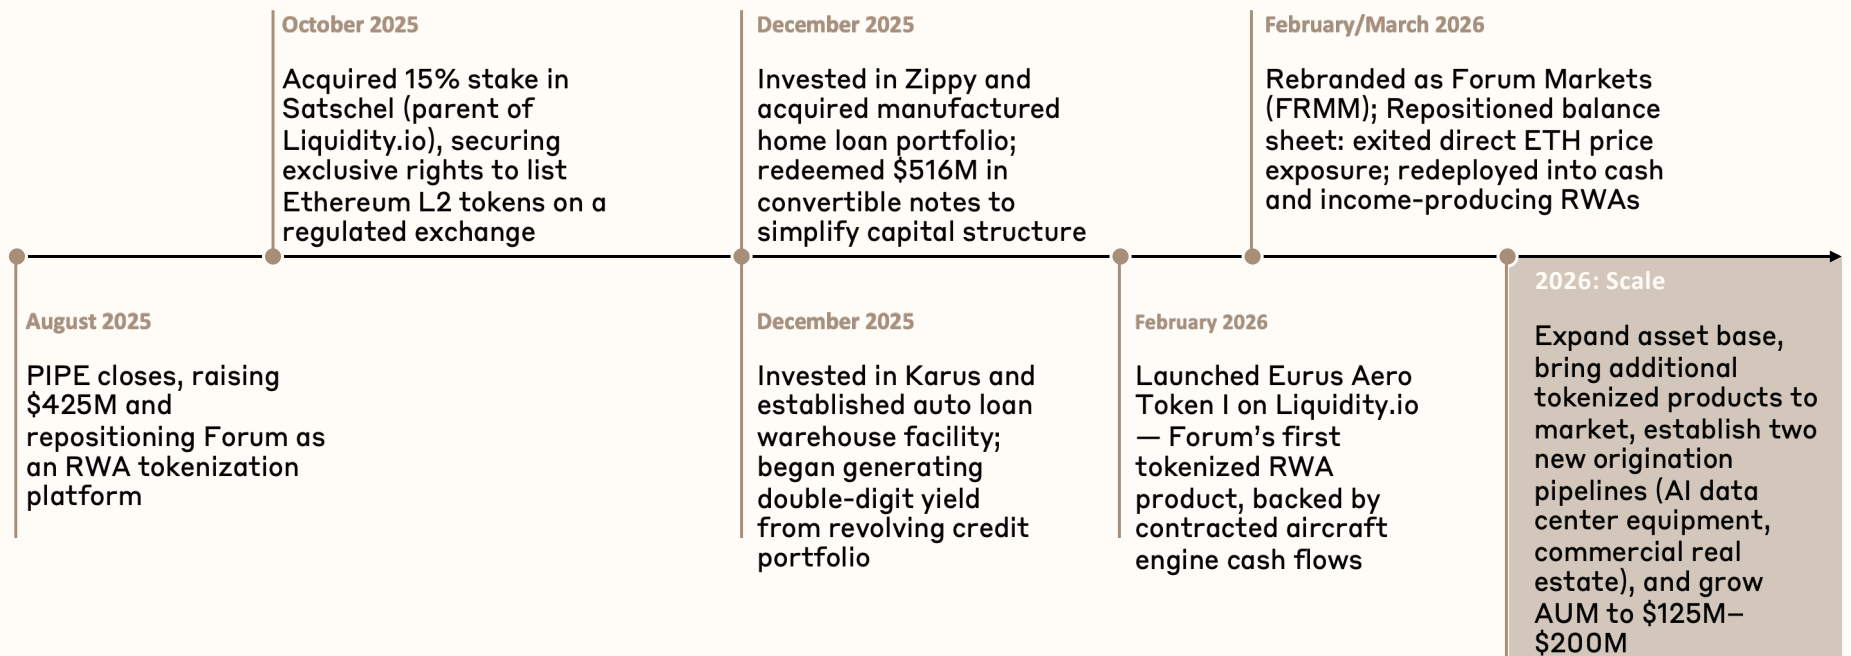 October 2025
Acquired 15% stake in
Satschel (parent of
Liquidity.io), securing
exclusive rights to list
Ethereum L2 tokens on a
regulated exchange
December 2025
Invested in Zippy and
acquired manufactured
home loan portfolio;
redeemed $516M in
convertible notes to
simplify capital structure
February/March 2026
Rebranded as Forum Markets
(FRMM); Repositioned balance
sheet: exited direct ETH price
exposure; redeployed into cash
and income-producing RWAs
August 2025
PIPE closes, raising
$425M and
repositioning Forum as
an RWA tokenization
platform
December 2025
Invested in Karus and
established auto loan
warehouse facility;
began generating
double-digit yield
from revolving credit
portfolio
February 2026
Launched Eurus Aero
Token I on Liquidity.io
— Forum’s first
tokenized RWA
product, backed by
contracted aircraft
engine cash flows
2026: Scale
Expand asset base,
bring additional
tokenized products to
market, establish two
new origination
pipelines (AI data
center equipment,
commercial real
estate), and grow
AUM to $125M–
$200M